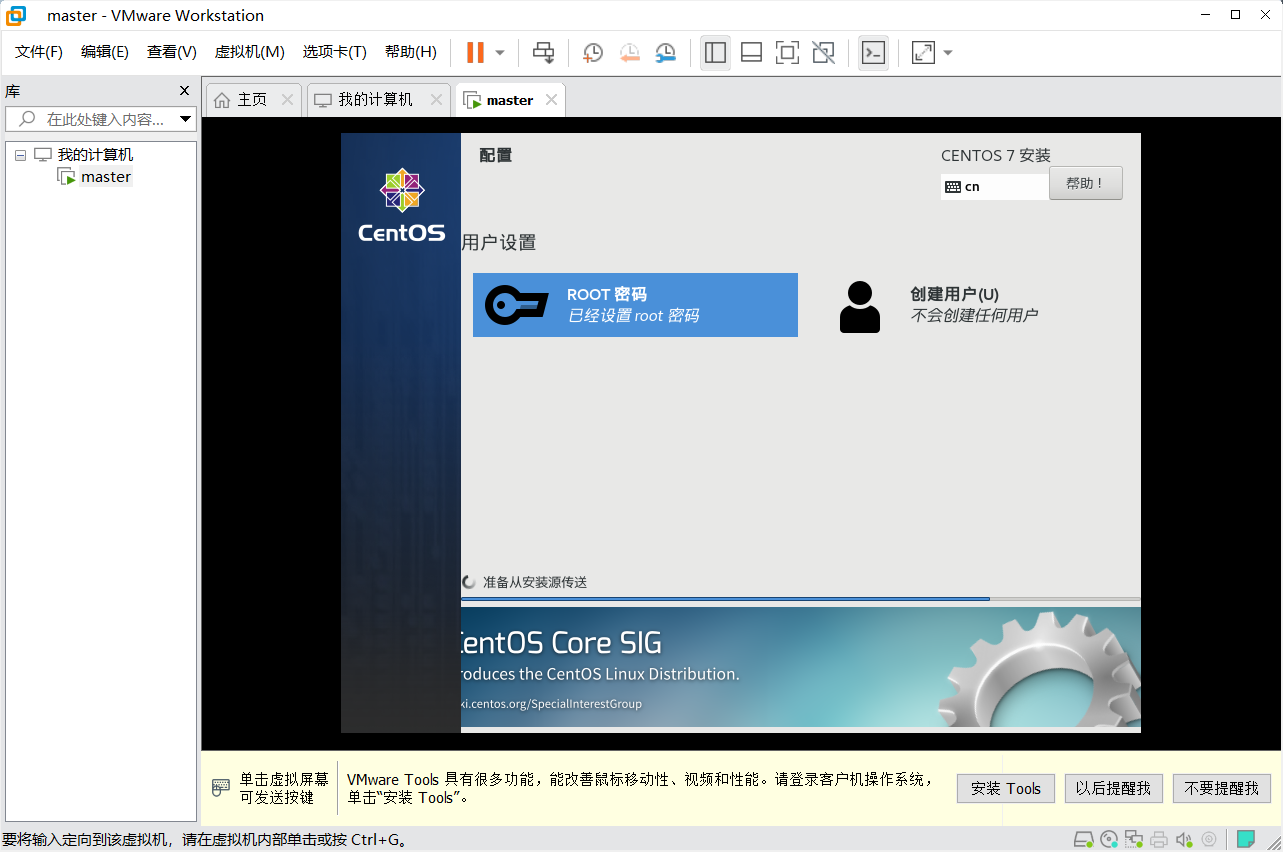 master - VMware Workstation
文件(F) 编辑(E) 查看(V) 虚拟机(M) 选项卡(T) 帮助(H)
库
在此处键入内容...
我的计算机
master
主页 我的计算机 master
CentOS
配置
CENTOS 7 安装
cn
帮助！
用户设置
ROOT 密码
已经设置 root 密码
创建用户(U)
不会创建任何用户
准备从安装源传送
CentOS Core SIG
roduces the CentOS Linux Distribution.
ki.centos.org/SpecialInterestGroup
单击虚拟屏幕
可发送按键
VMware Tools 具有很多功能，能改善鼠标移动性、视频和性能。请登录客户机操作系统，
单击“安装 Tools”。
安装 Tools 以后提醒我 不要提醒我
要将输入定向到该虚拟机，请在虚拟机内部单击或按 Ctrl+G。